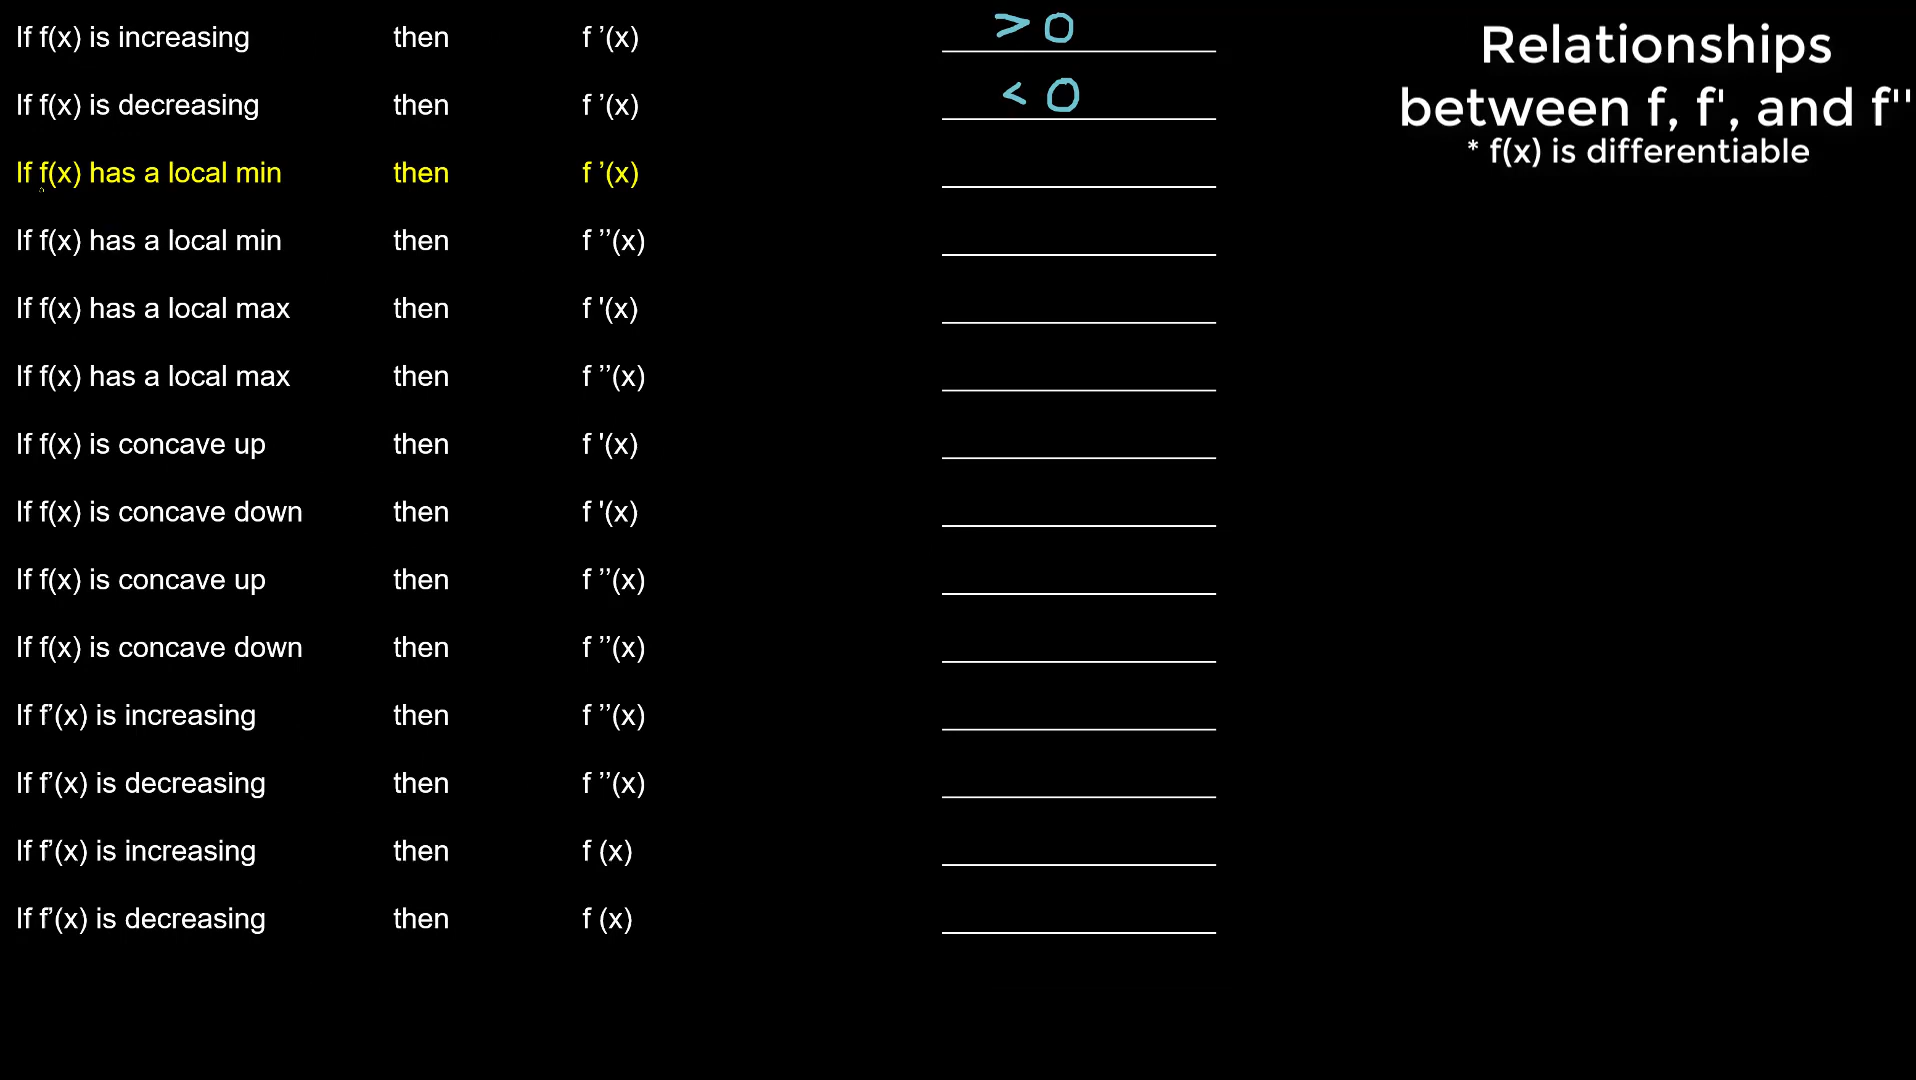 If f(x) is increasing then f ’(x) > 0
If f(x) is decreasing then f ’(x) < 0
If f(x) has a local min then f ’(x)
If f(x) has a local min then f ’’(x)
If f(x) has a local max then f '(x)
If f(x) has a local max then f ’’(x)
If f(x) is concave up then f '(x)
If f(x) is concave down then f '(x)
If f(x) is concave up then f ’’(x)
If f(x) is concave down then f ’’(x)
If f’(x) is increasing then f ’’(x)
If f’(x) is decreasing then f ’’(x)
If f’(x) is increasing then f (x)
If f’(x) is decreasing then f (x)
Relationships
between f, f', and f''
* f(x) is differentiable